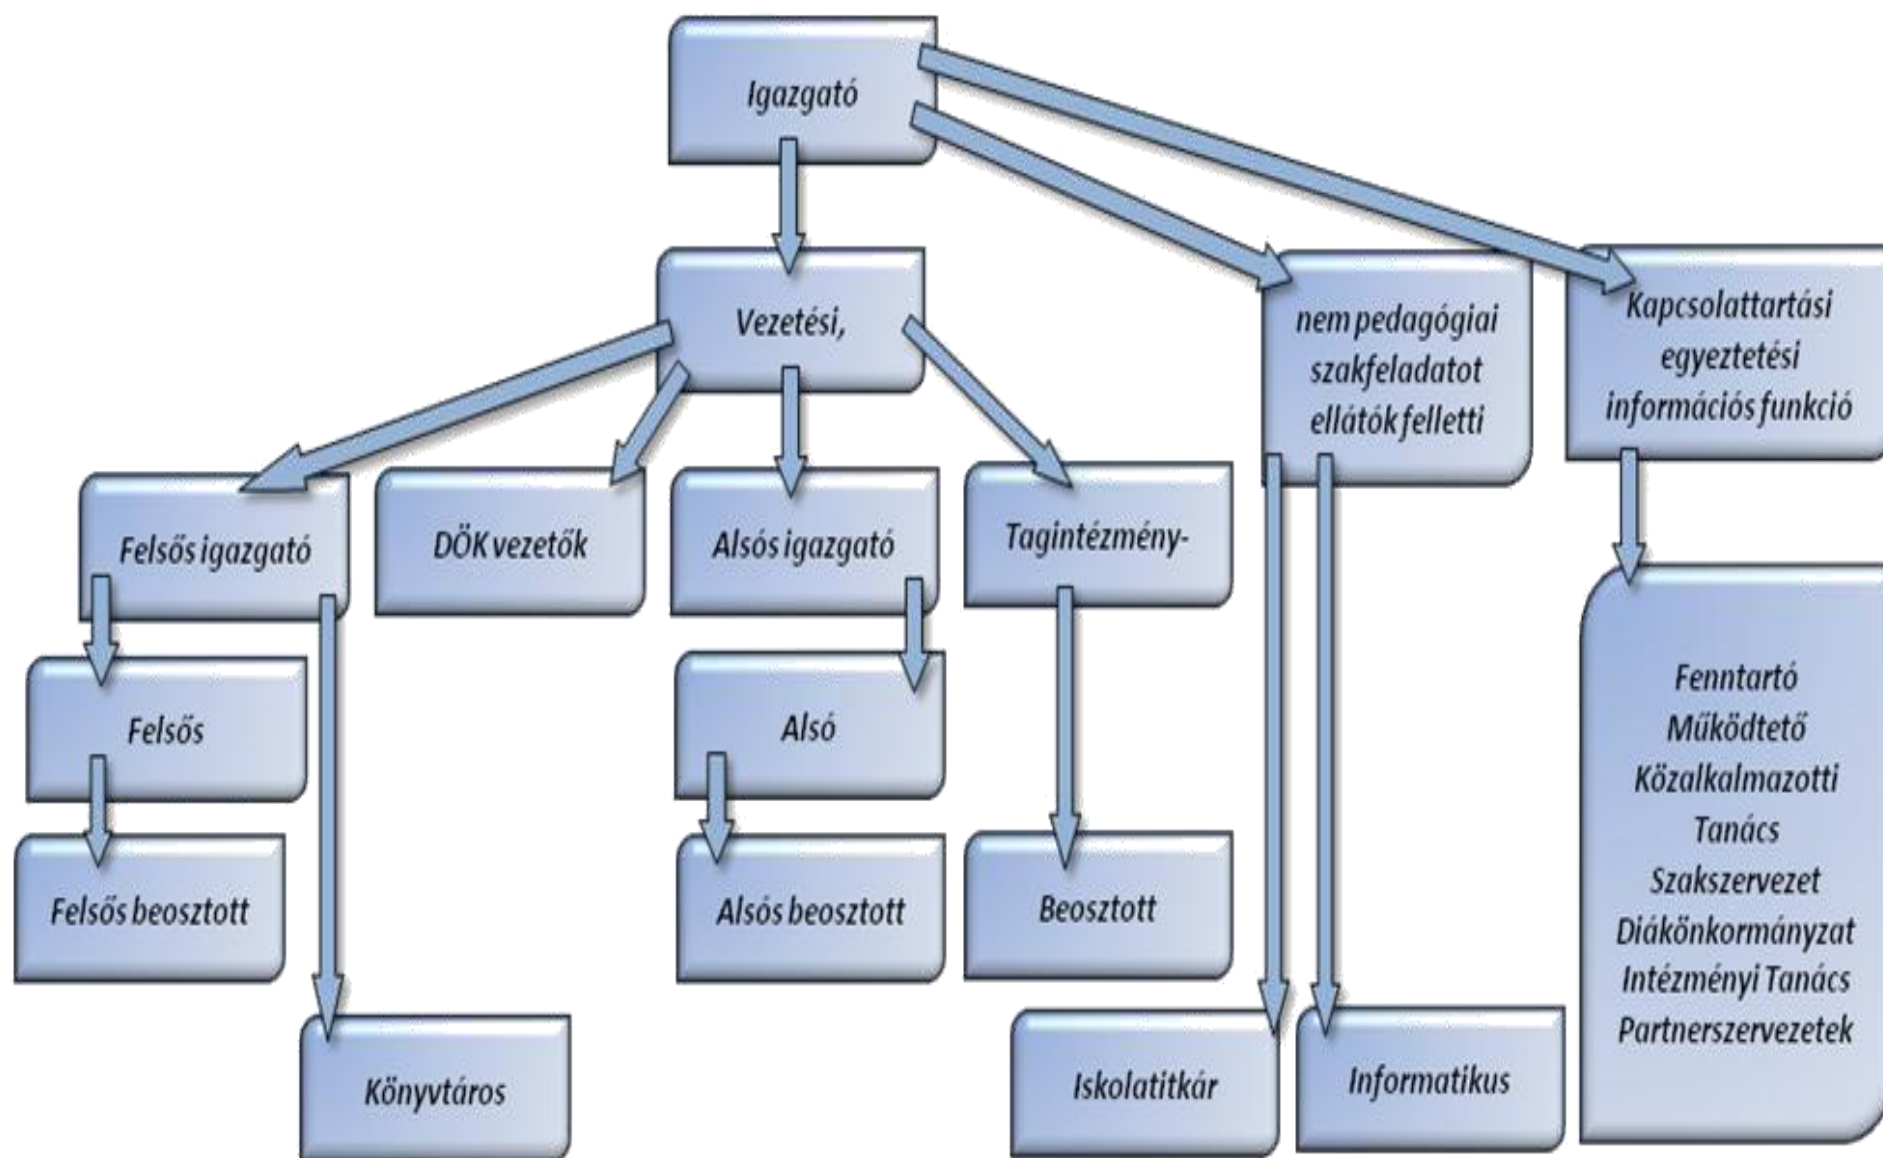 Igazgató
Vezetési,
nem pedagógiai
szakfeladatot
ellátók felletti
Kapcsolattartási
egyeztetési
információs funkció
Felsős igazgató
DÖK vezetők
Alsós igazgató
Tagintézmény-
Felsős
Alsó
Felsős beosztott
Alsós beosztott
Beosztott
Könyvtáros
Iskolatitkár
Informatikus
Fenntartó
Működtető
Közalkalmazotti
Tanács
Szakszervezet
Diákönkormányzat
Intézményi Tanács
Partnerszervezetek